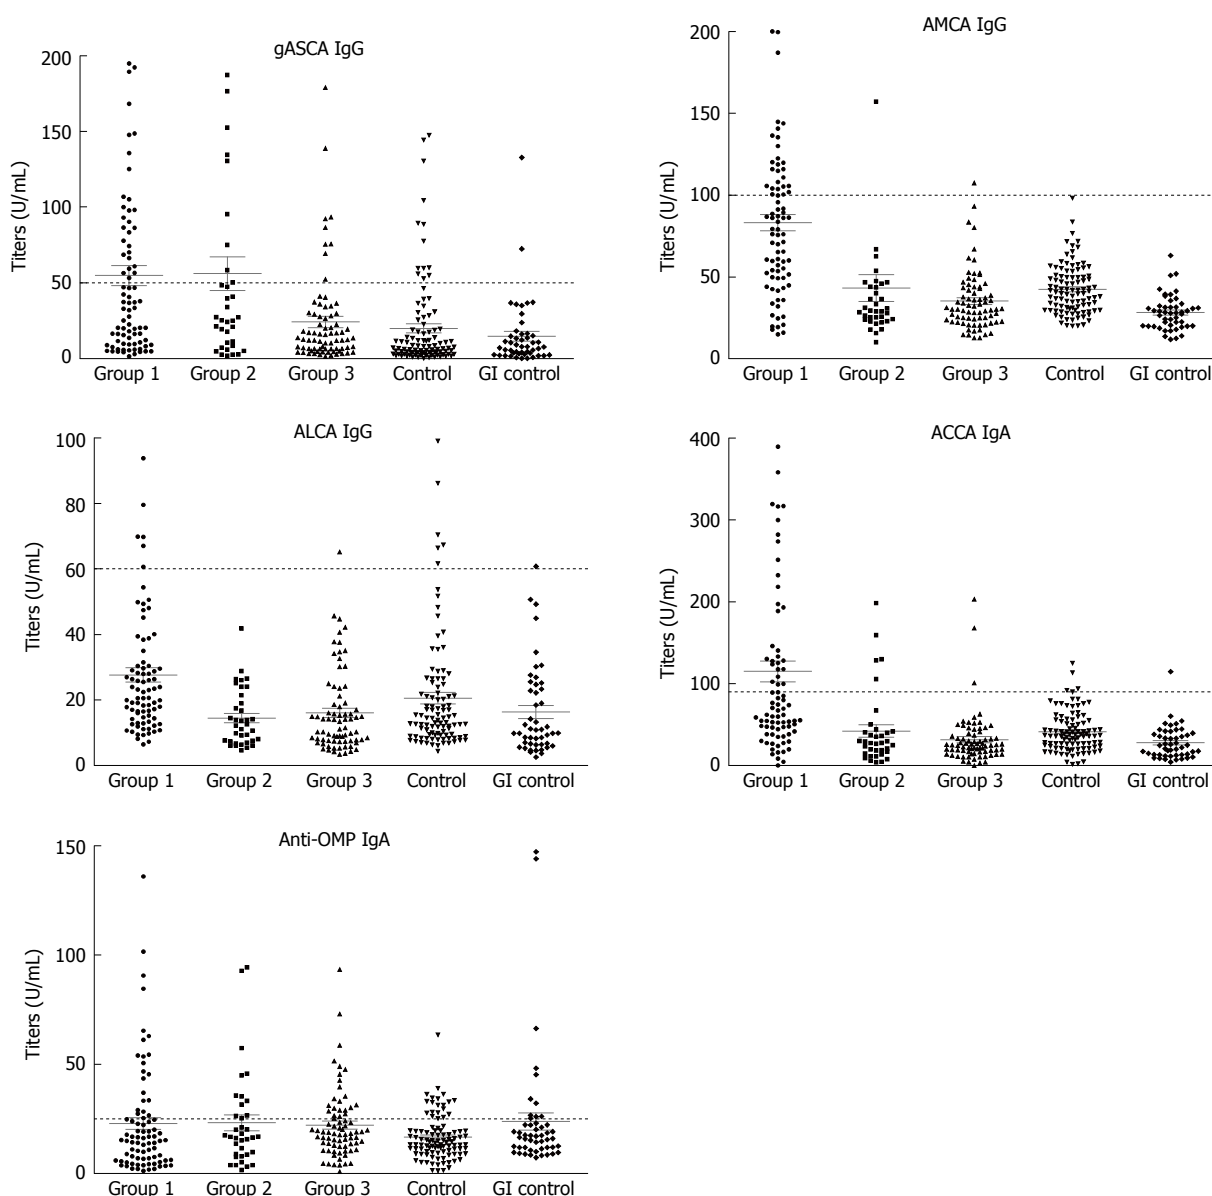 gASCA IgG
Titers (U/mL)
200
150
100
50
0
Group 1 Group 2 Group 3 Control GI control
AMCA IgG
Titers (U/mL)
200
150
100
50
0
Group 1 Group 2 Group 3 Control GI control
ALCA IgG
Titers (U/mL)
100
80
60
40
20
0
Group 1 Group 2 Group 3 Control GI control
ACCA IgA
Titers (U/mL)
400
300
200
100
0
Group 1 Group 2 Group 3 Control GI control
Anti-OMP IgA
Titers (U/mL)
150
100
50
0
Group 1 Group 2 Group 3 Control GI control